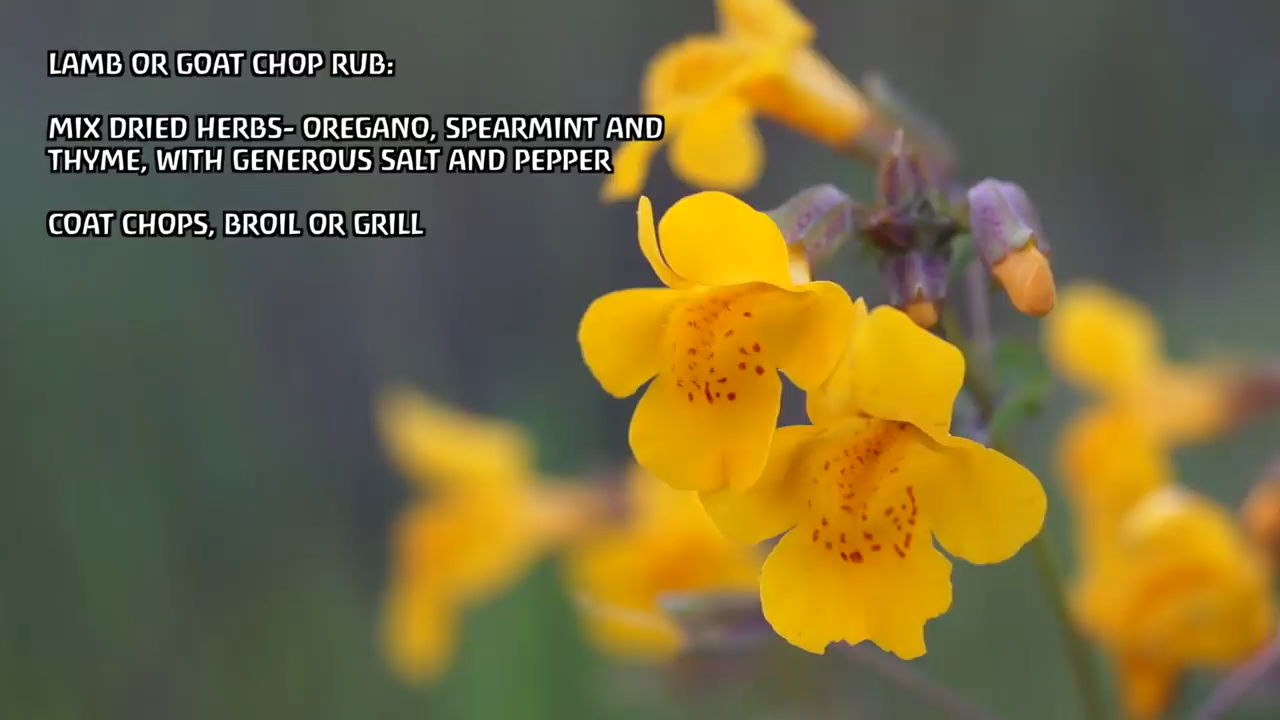 LAMB OR GOAT CHOP RUB:
MIX DRIED HERBS- OREGANO, SPEARMINT AND
THYME, WITH GENEROUS SALT AND PEPPER
COAT CHOPS, BROIL OR GRILL